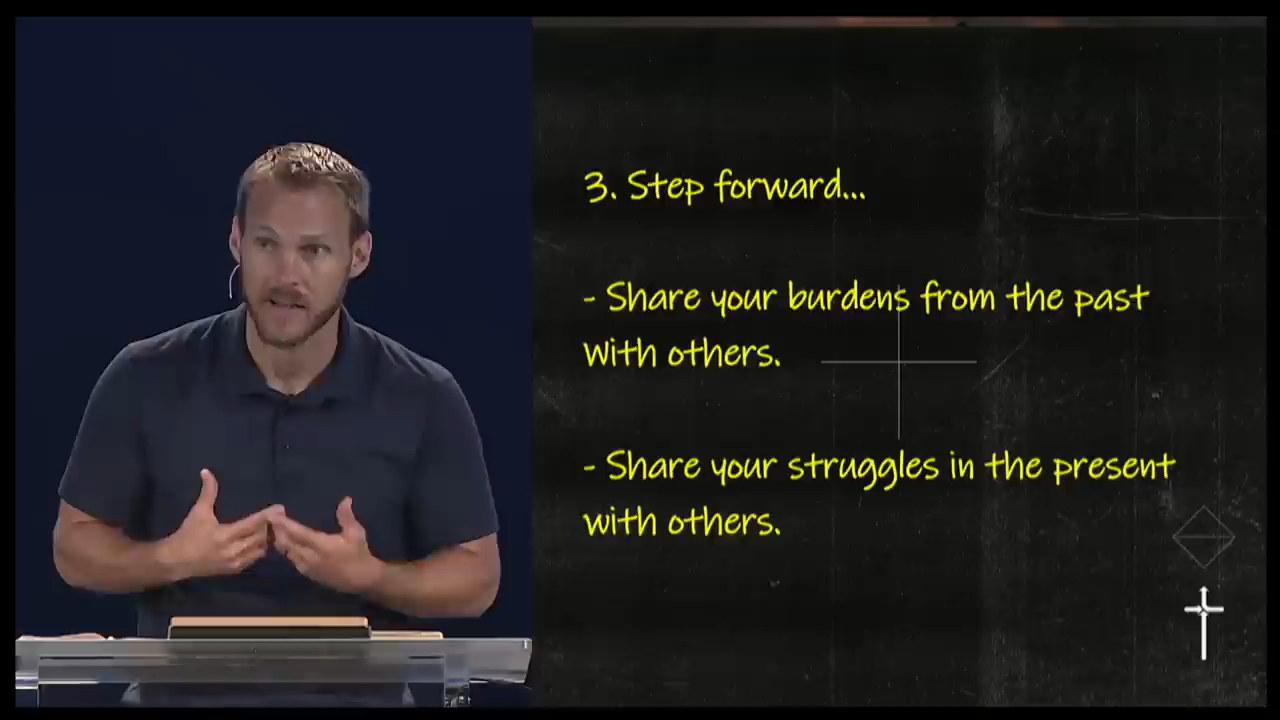 3. Step forward...
- Share your burdens from the past
with others.
- Share your struggles in the present
with others.